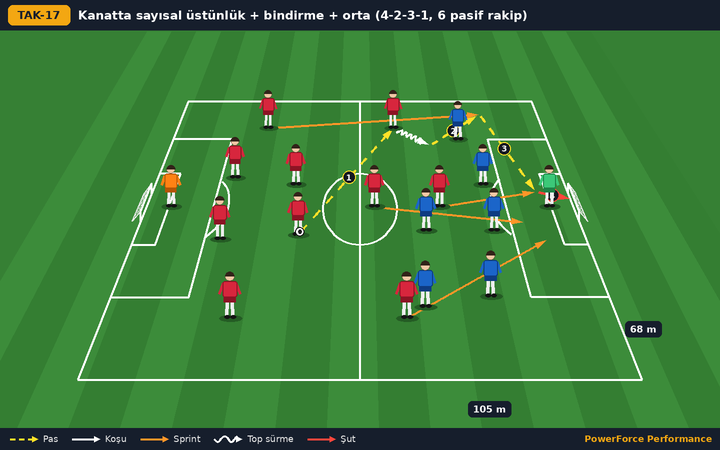 TAK-17
Kanatta sayısal üstünlük + bindirme + orta (4-2-3-1, 6 pasif rakip)
2
3
1
68 m
105 m
Pas
Koşu
Sprint
Top sürme
Şut
PowerForce Performance